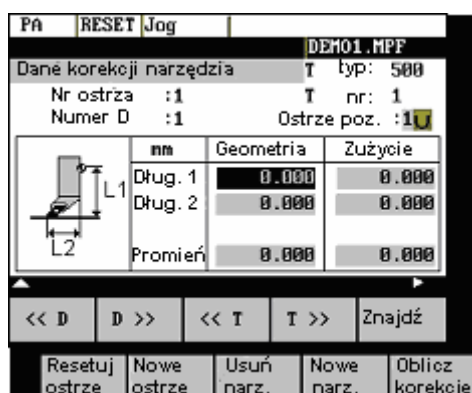 PA RESET Jog
DEMO1.MPF
Dane korekcji narzędzia T typ: 500
Nr ostrza :1 T nr: 1
Numer D :1 Ostrze poz. :1
mm Geometria Zużycie
L1 Dług. 1 0.000 0.000
Dług. 2 0.000 0.000
L2 Promień 0.000 0.000
<< D D >> << T T >> Znajdź
Resetuj Nowe Usuń Nowe Oblicz
ostrze ostrze narz. narz. korekcje